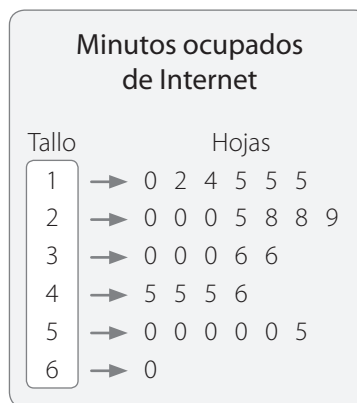 Minutos ocupados
de Internet
Tallo Hojas
1 → 0 2 4 5 5 5
2 → 0 0 0 5 8 8 9
3 → 0 0 0 6 6
4 → 5 5 5 6
5 → 0 0 0 0 0 5
6 → 0